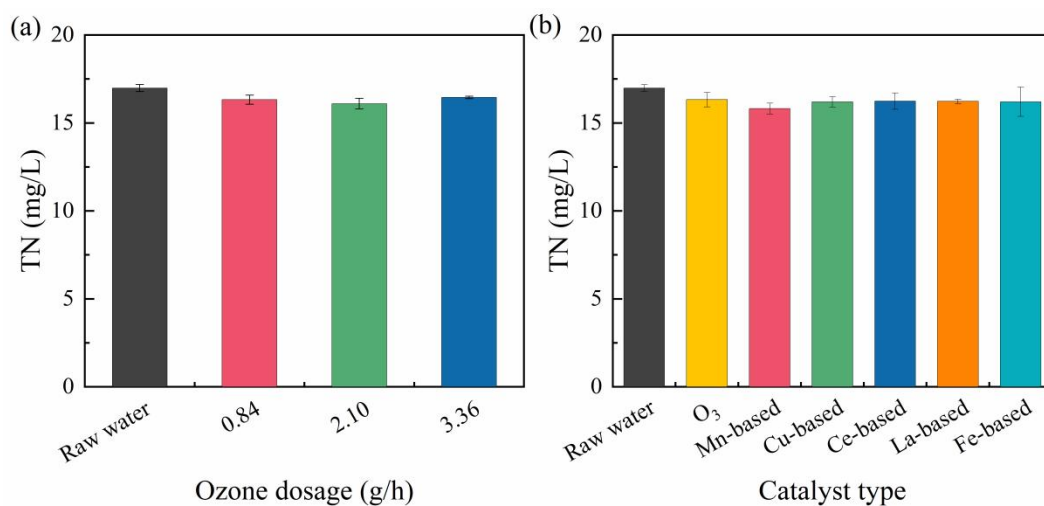 (a)
TN (mg/L)
20
15
10
5
0
Raw water
0.84
2.10
3.36
Ozone dosage (g/h)
(b)
TN (mg/L)
20
15
10
5
0
Raw water
O₃
Mn-based
Cu-based
Ce-based
La-based
Fe-based
Catalyst type